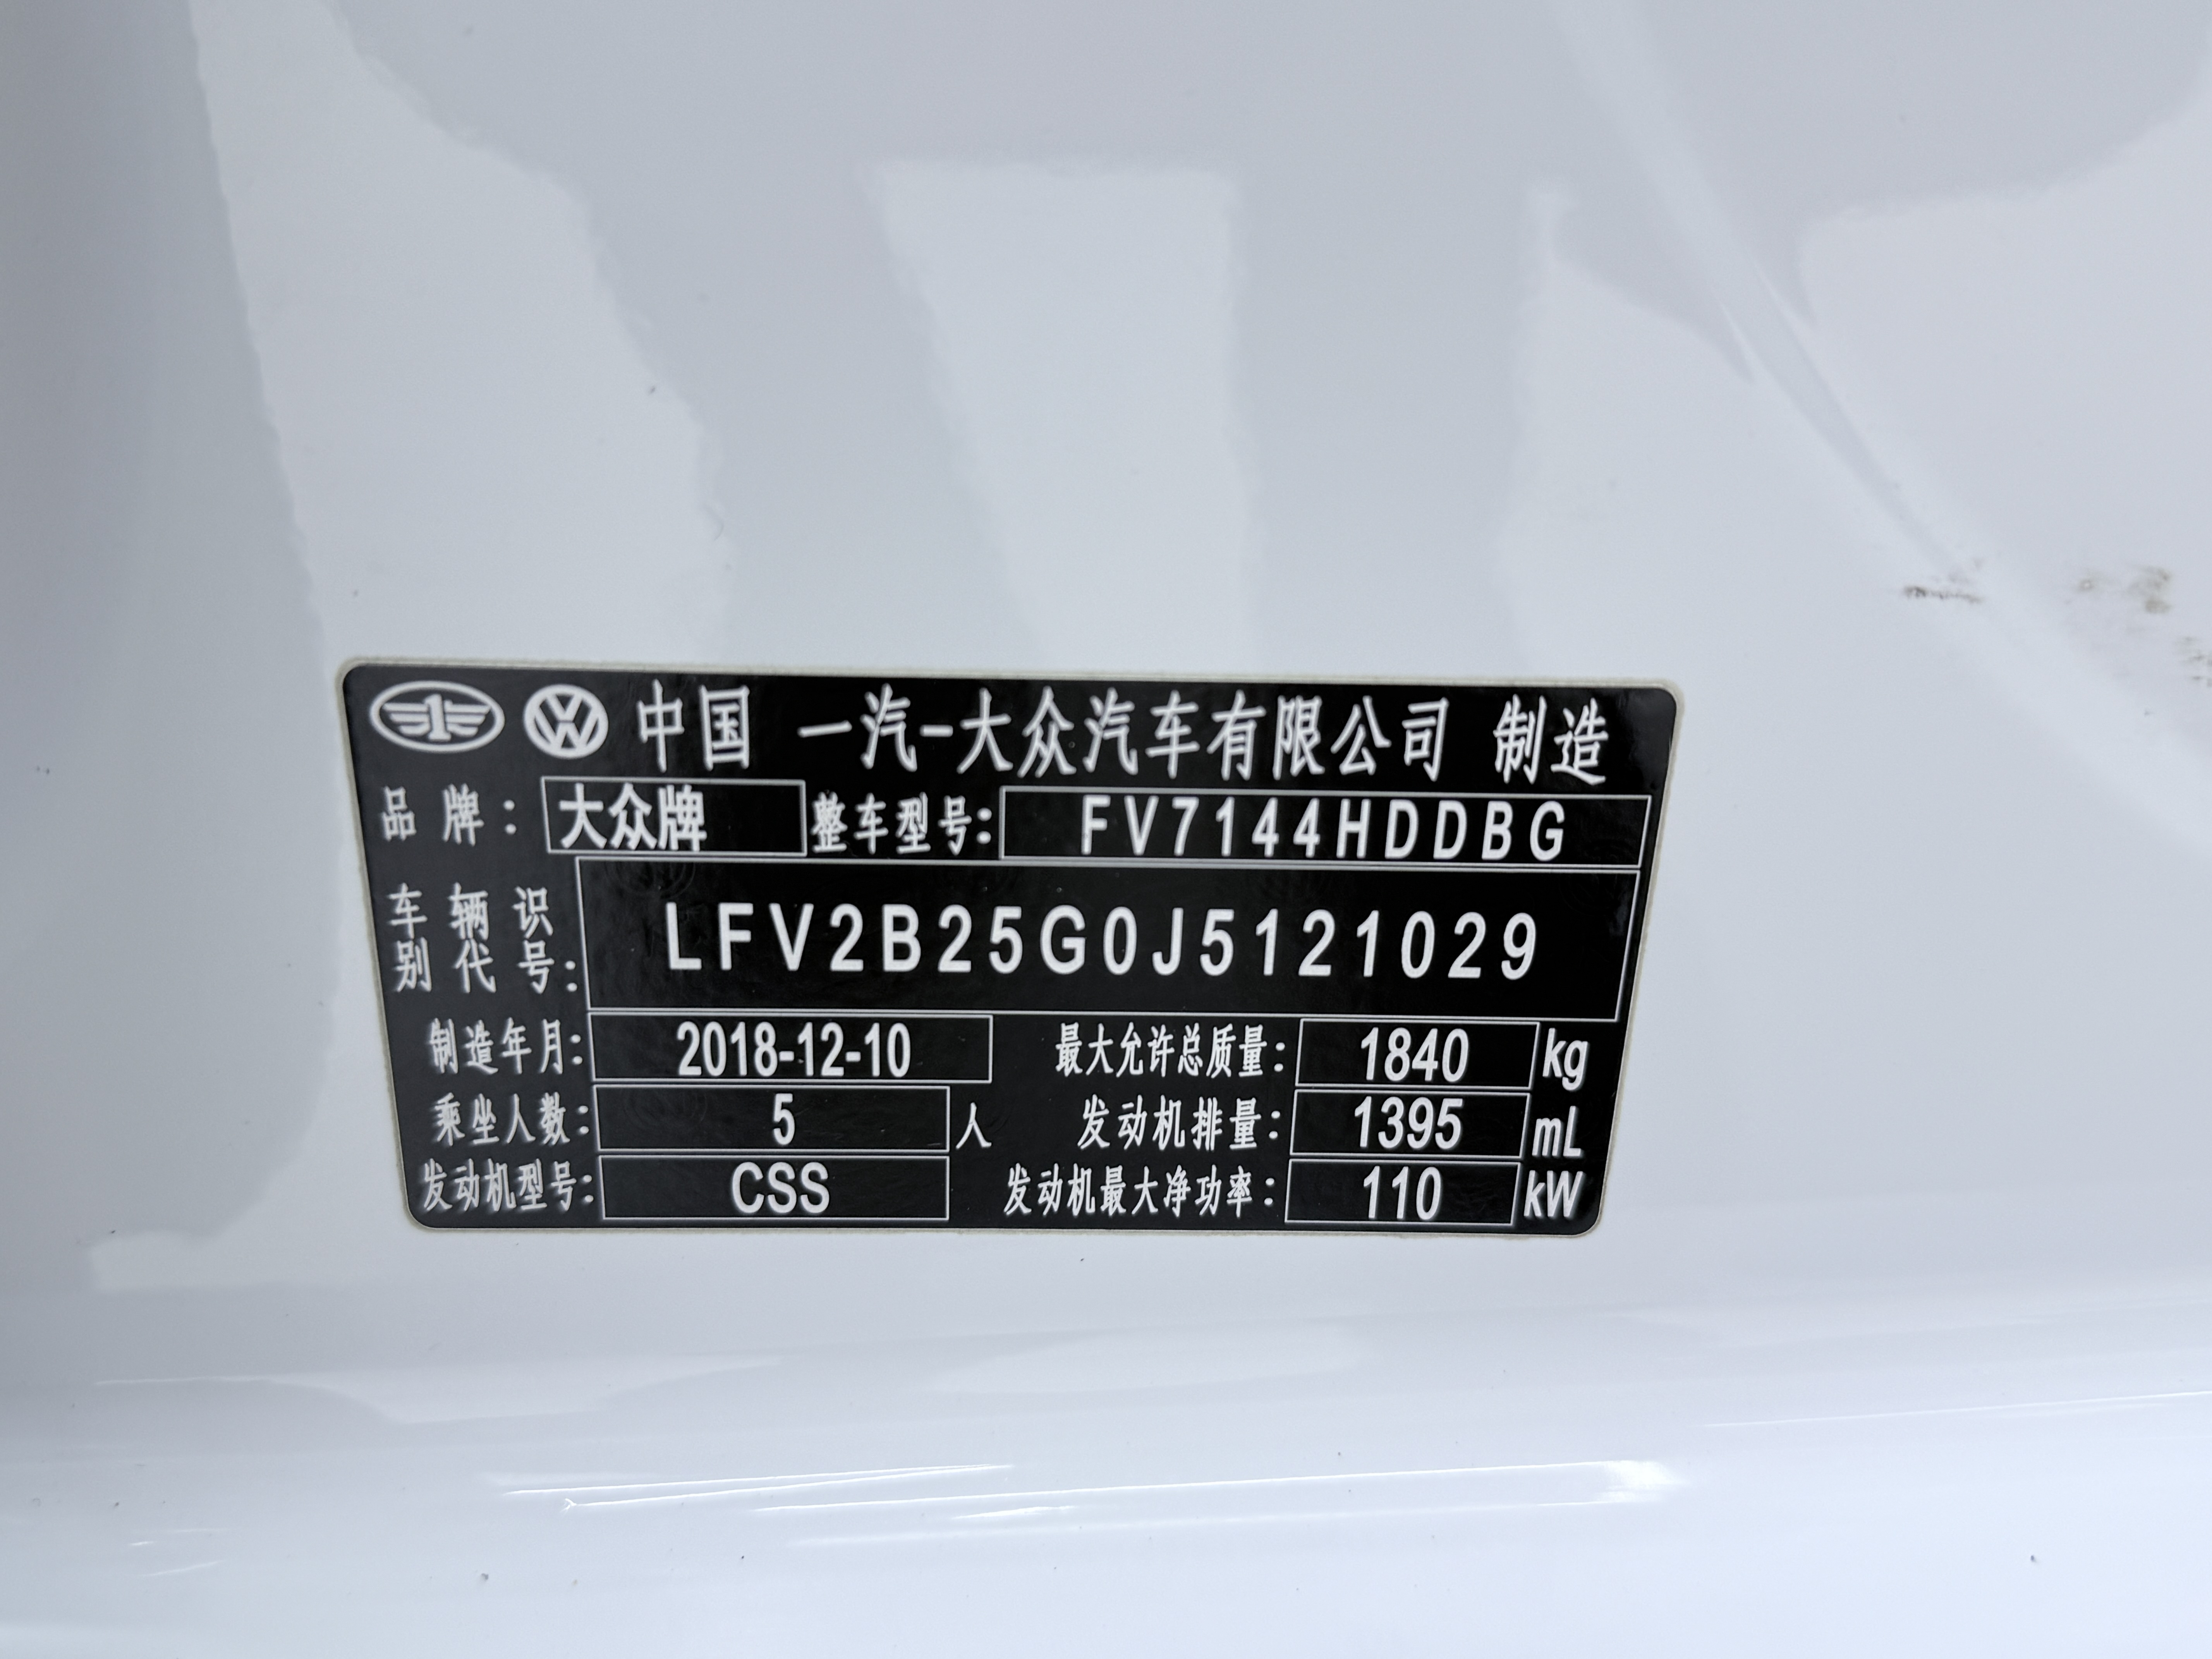 中国 一汽-大众汽车有限公司 制造
品牌: 大众牌 整车型号: FV7144HDDBG
车辆识
别代号: LFV2B25G0J5121029
制造年月: 2018-12-10 最大允许总质量: 1840 kg
乘坐人数: 5 人 发动机排量: 1395 mL
发动机型号: CSS 发动机最大净功率: 110 kW